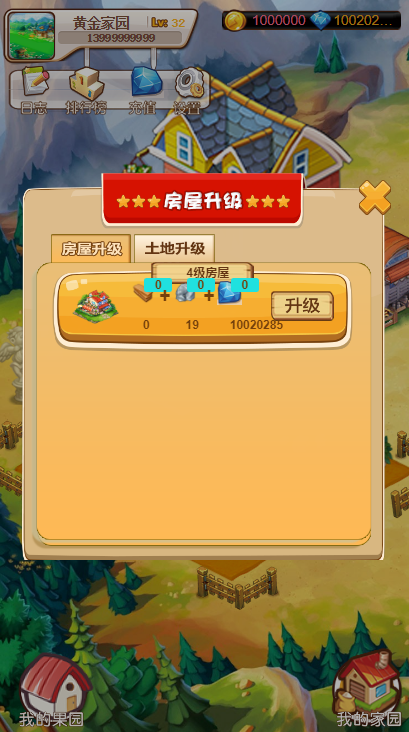 黄金家园 Lv: 32
13999999999
1000000 100202...
日志 排行榜 充值 设置
★★★房屋升级★★★
房屋升级 土地升级
4级房屋
0 + 0 + 0
升级
0 19 10020285
我的果园 我的家园